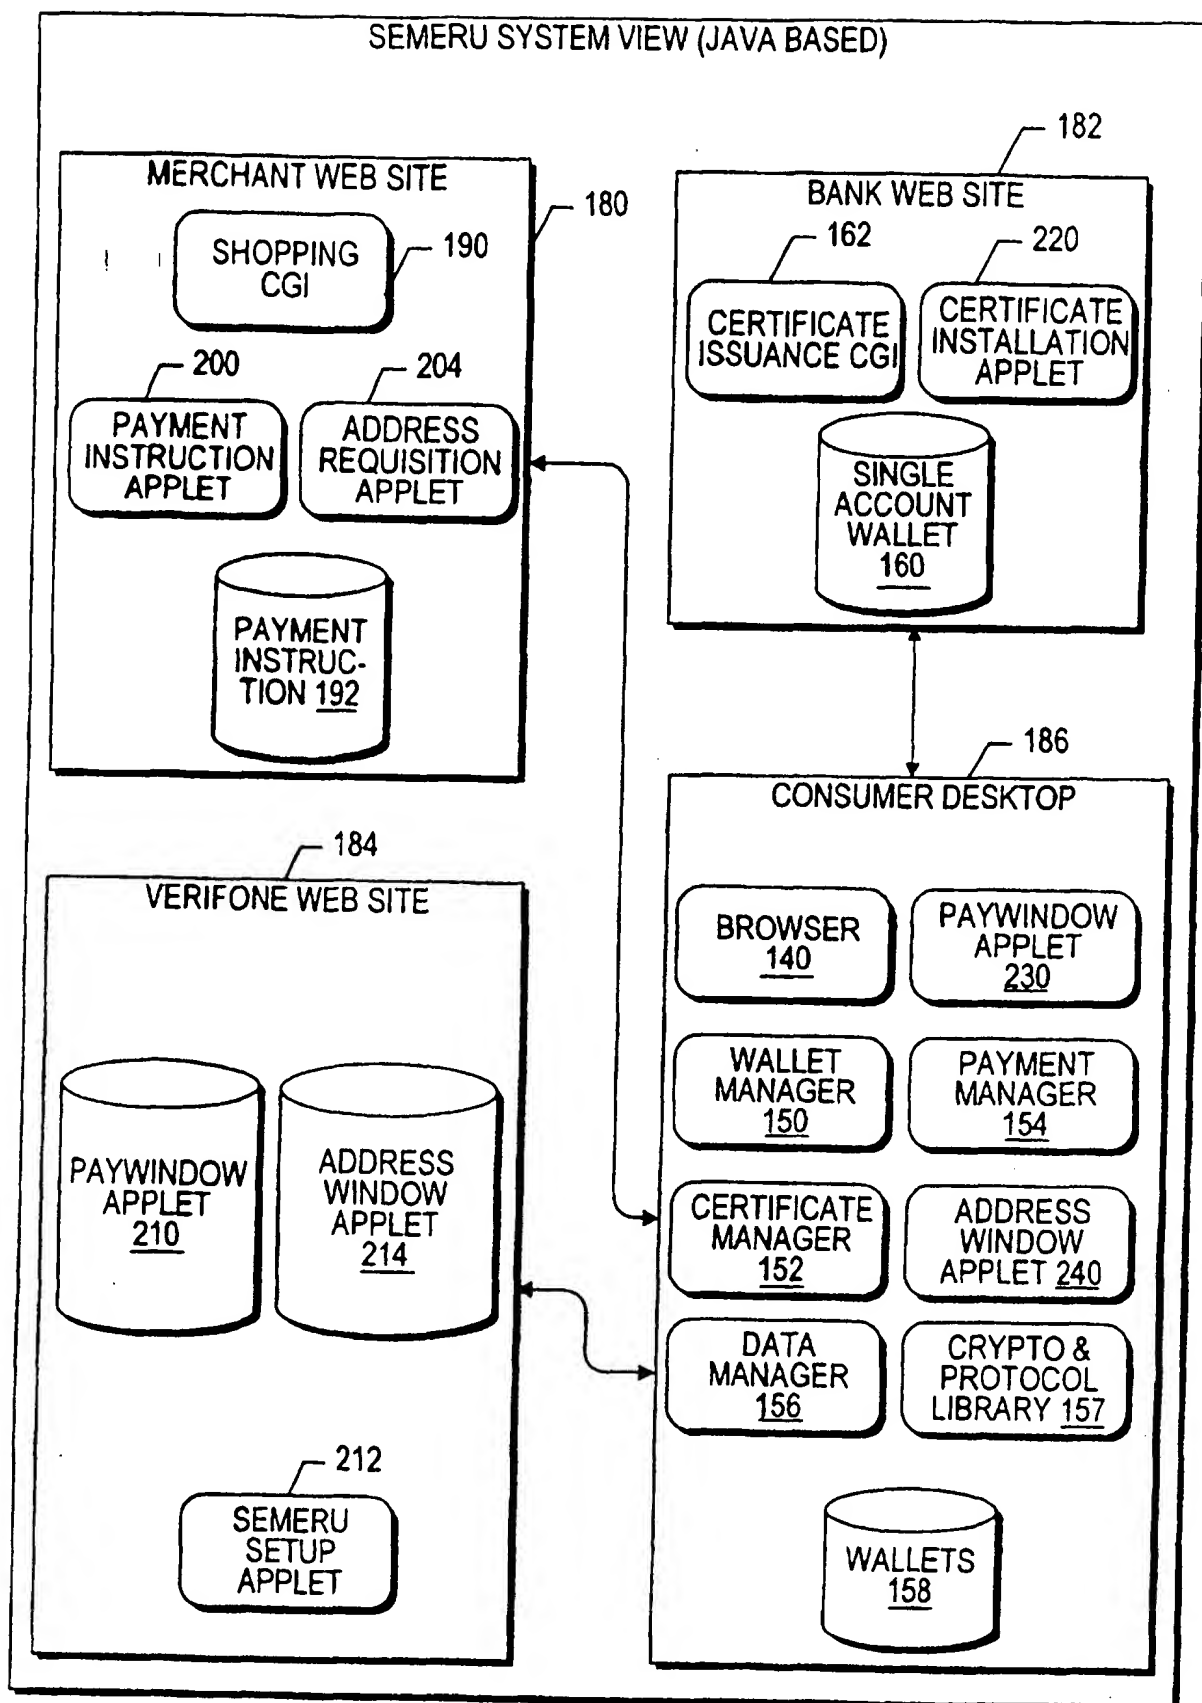 SEMERU SYSTEM VIEW (JAVA BASED)
182
MERCHANT WEB SITE
180
SHOPPING
CGI
190
200
204
PAYMENT
INSTRUCTION
APPLET
ADDRESS
REQUISITION
APPLET
PAYMENT
INSTRUC-
TION 192
BANK WEB SITE
162
220
CERTIFICATE
ISSUANCE CGI
CERTIFICATE
INSTALLATION
APPLET
SINGLE
ACCOUNT
WALLET
160
184
VERIFONE WEB SITE
PAYWINDOW
APPLET
210
ADDRESS
WINDOW
APPLET
214
212
SEMERU
SETUP
APPLET
186
CONSUMER DESKTOP
BROWSER
140
PAYWINDOW
APPLET
230
WALLET
MANAGER
150
PAYMENT
MANAGER
154
CERTIFICATE
MANAGER
152
ADDRESS
WINDOW
APPLET 240
DATA
MANAGER
156
CRYPTO &
PROTOCOL
LIBRARY 157
WALLETS
158